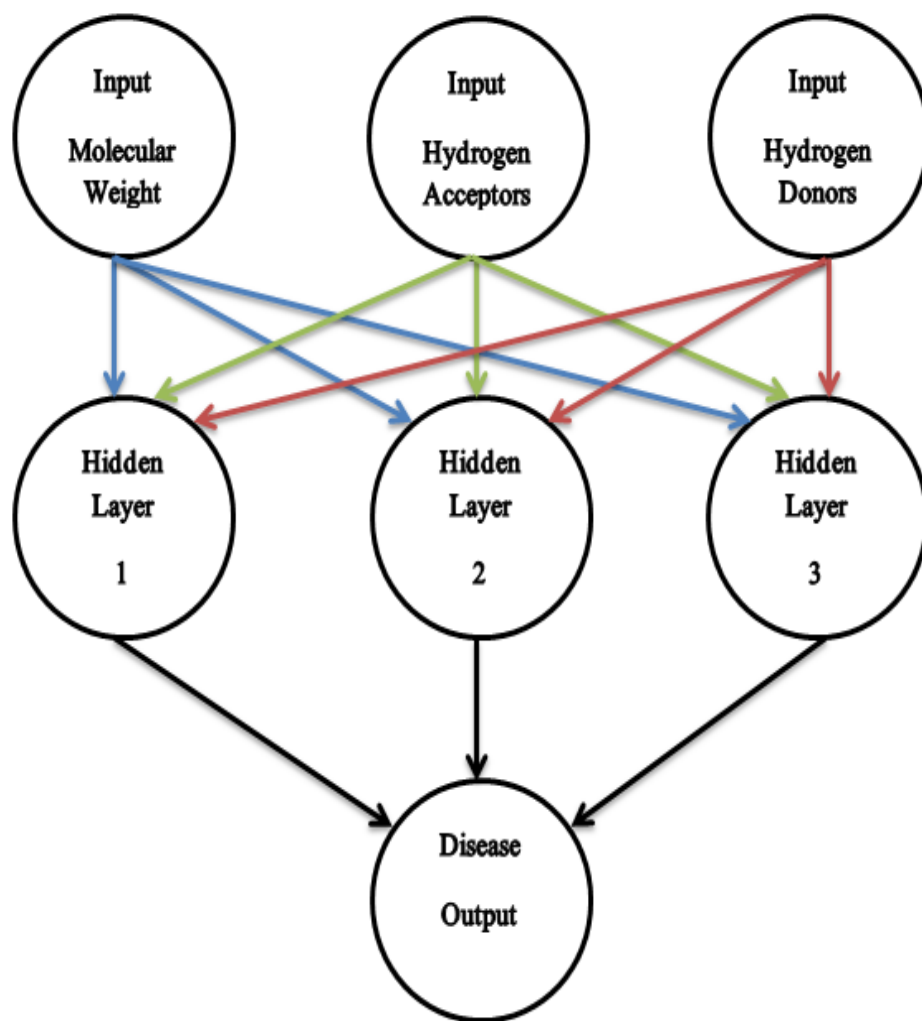 Input
Molecular
Weight
Input
Hydrogen
Acceptors
Input
Hydrogen
Donors
Hidden
Layer
1
Hidden
Layer
2
Hidden
Layer
3
Disease
Output